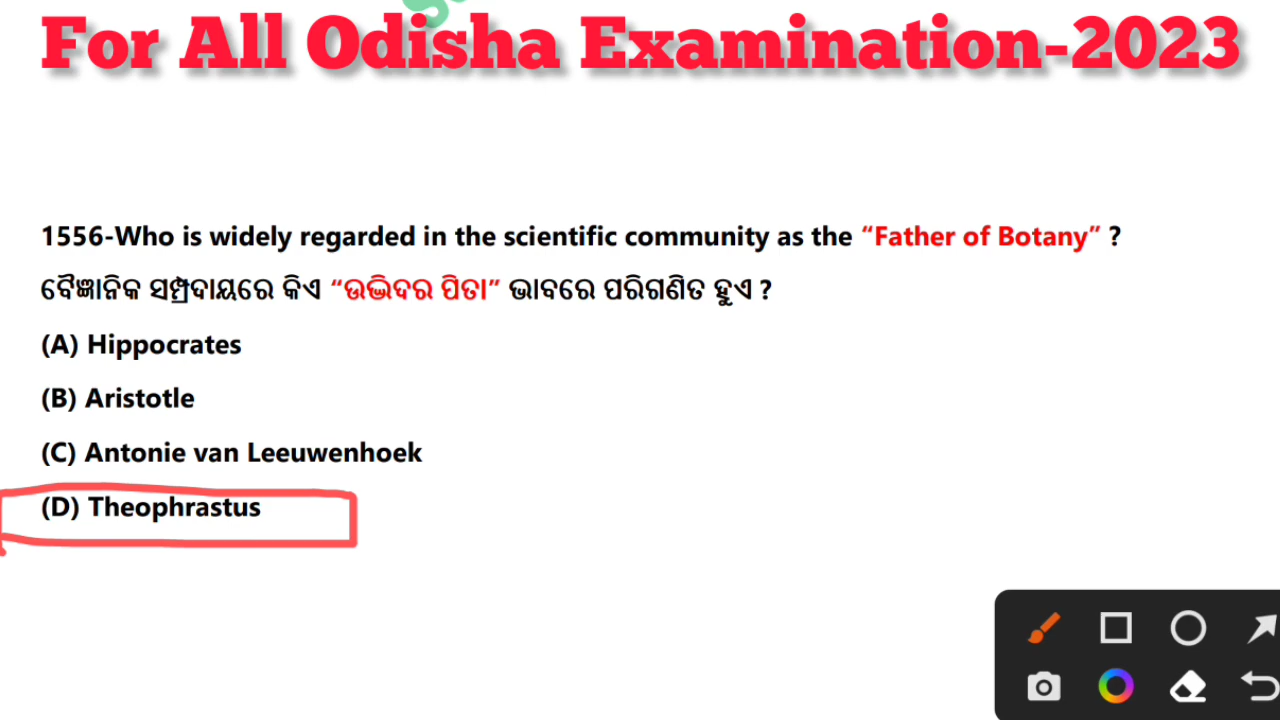 For All Odisha Examination-2023
1556-Who is widely regarded in the scientific community as the “Father of Botany” ?
ବୈଜ୍ଞାନିକ ସମ୍ପ୍ରଦାୟରେ କିଏ “ଉଦ୍ଭିଦର ପିତା” ଭାବରେ ପରିଗଣିତ ହୁଏ ?
(A) Hippocrates
(B) Aristotle
(C) Antonie van Leeuwenhoek
(D) Theophrastus